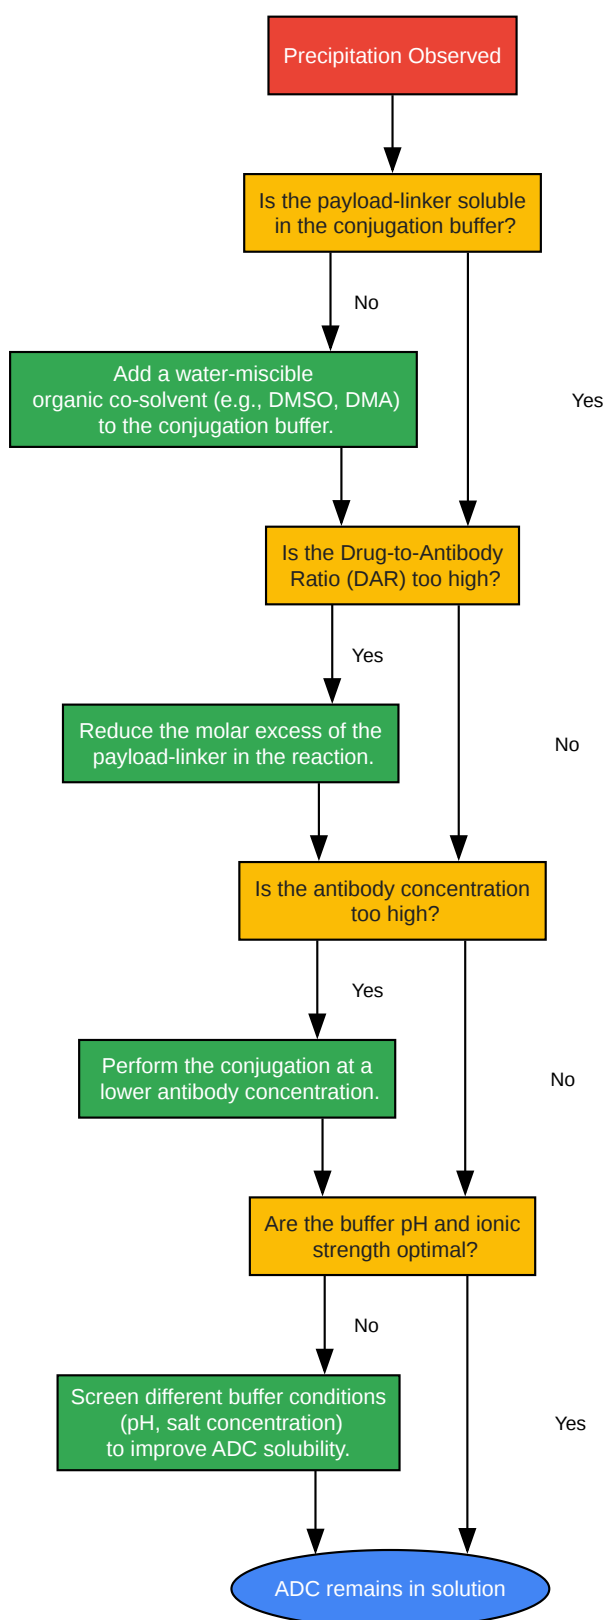 Precipitation Observed
Is the payload-linker soluble
in the conjugation buffer?
No
Add a water-miscible
organic co-solvent (e.g., DMSO, DMA)
to the conjugation buffer.
Yes
Is the Drug-to-Antibody
Ratio (DAR) too high?
Yes
Reduce the molar excess of the
payload-linker in the reaction.
No
Is the antibody concentration
too high?
Yes
Perform the conjugation at a
lower antibody concentration.
No
Are the buffer pH and ionic
strength optimal?
No
Screen different buffer conditions
(pH, salt concentration)
to improve ADC solubility.
Yes
ADC remains in solution